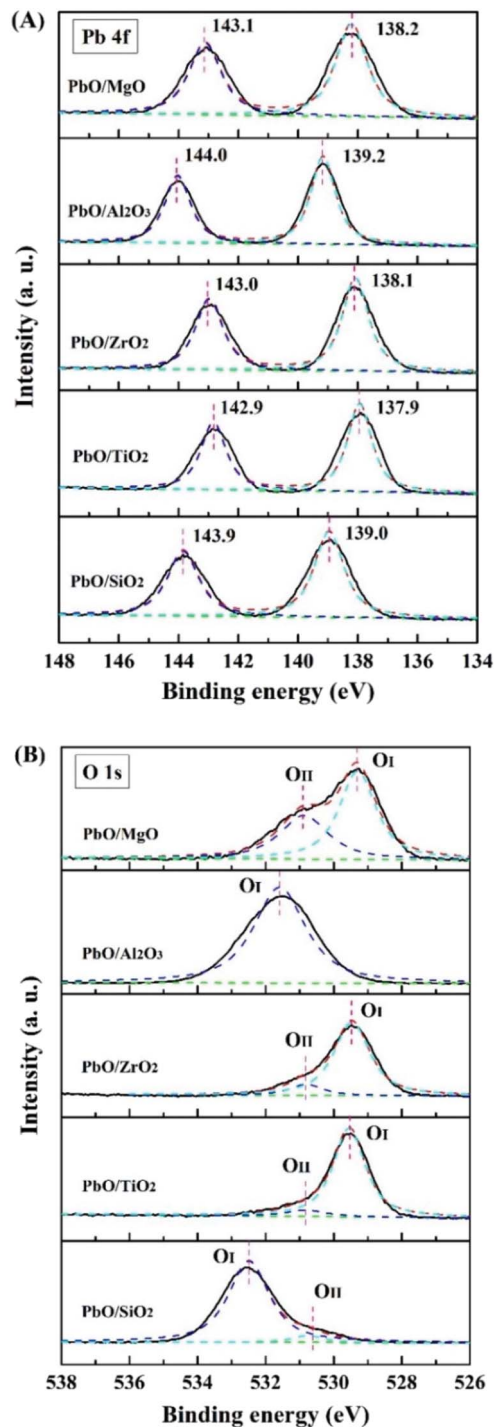 (A)
Pb 4f
143.1 138.2
PbO/MgO
144.0 139.2
PbO/Al2O3
143.0 138.1
PbO/ZrO2
142.9 137.9
PbO/TiO2
143.9 139.0
PbO/SiO2
Intensity (a. u.)
148 146 144 142 140 138 136 134
Binding energy (eV)
(B)
O 1s
OII OI
PbO/MgO
OI
PbO/Al2O3
OII OI
PbO/ZrO2
OII OI
PbO/TiO2
OI OII
PbO/SiO2
Intensity (a. u.)
538 536 534 532 530 528 526
Binding energy (eV)